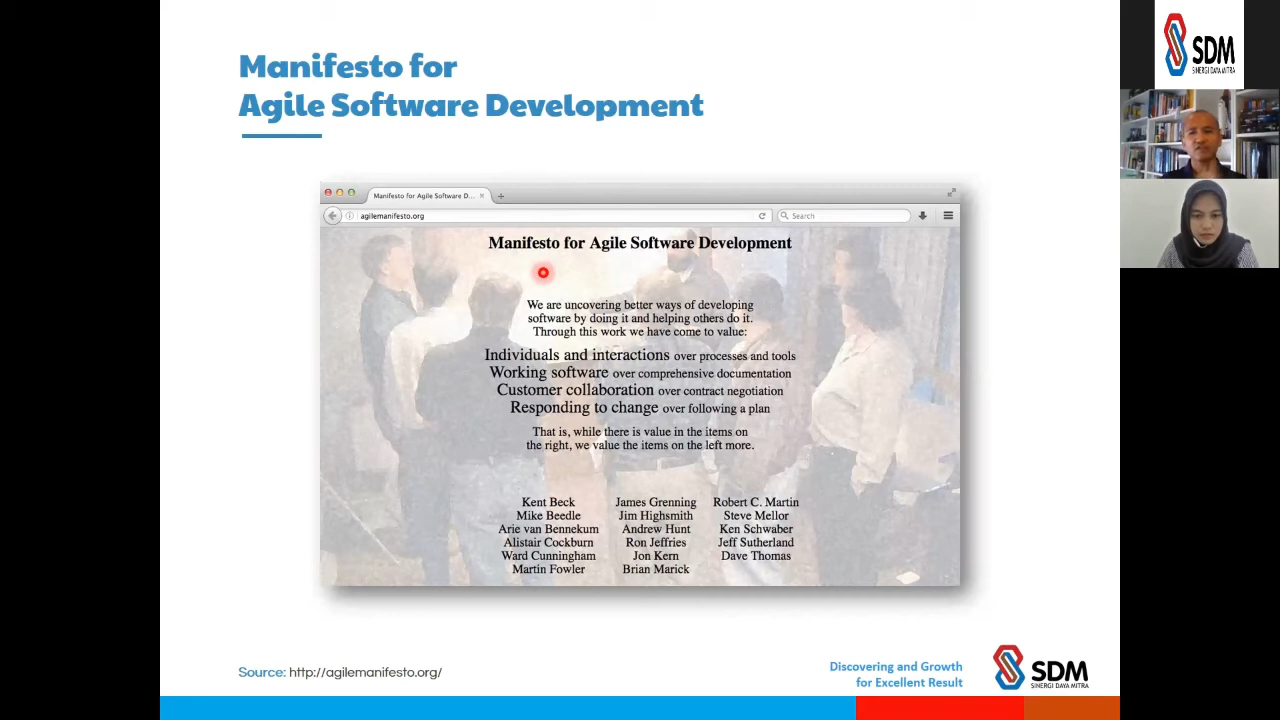 Manifesto for
Agile Software Development
Manifesto for Agile Software D...
agilemanifesto.org
Search
Manifesto for Agile Software Development
We are uncovering better ways of developing
software by doing it and helping others do it.
Through this work we have come to value:
Individuals and interactions over processes and tools
Working software over comprehensive documentation
Customer collaboration over contract negotiation
Responding to change over following a plan
That is, while there is value in the items on
the right, we value the items on the left more.
Kent Beck
Mike Beedle
Arie van Bennekum
Alistair Cockburn
Ward Cunningham
Martin Fowler
James Grenning
Jim Highsmith
Andrew Hunt
Ron Jeffries
Jon Kern
Brian Marick
Robert C. Martin
Steve Mellor
Ken Schwaber
Jeff Sutherland
Dave Thomas
Source: http://agilemanifesto.org/
Discovering and Growth
for Excellent Result
SDM
SINERGI DAYA MITRA
SDM
SINERGI DAYA MITRA